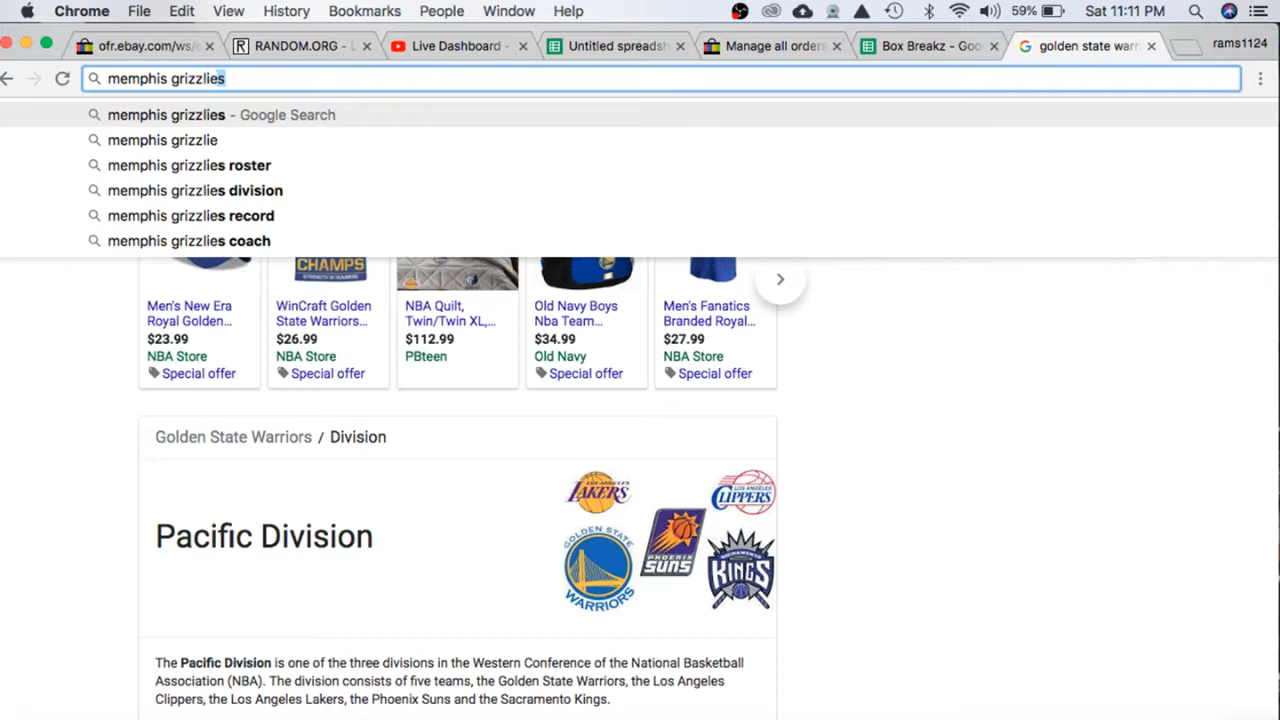 Chrome File Edit View History Bookmarks People Window Help 59% Sat 11:11 PM
ofr.ebay.com/ws/e RANDOM.ORG - L Live Dashboard - Untitled spreadsh Manage all orders Box Breakz - Goo golden state warri rams1124
memphis grizzlies
memphis grizzlies - Google Search
memphis grizzlie
memphis grizzlies roster
memphis grizzlies division
memphis grizzlies record
memphis grizzlies coach
CHAMPS
Men's New Era
Royal Golden...
$23.99
NBA Store
Special offer
WinCraft Golden
State Warriors...
$26.99
NBA Store
Special offer
NBA Quilt,
Twin/Twin XL,...
$112.99
PBteen
Old Navy Boys
Nba Team...
$34.99
Old Navy
Special offer
Men's Fanatics
Branded Royal...
$27.99
NBA Store
Special offer
Golden State Warriors / Division
Pacific Division
LOS ANGELES
LAKERS
LOS ANGELES
CLIPPERS
GOLDEN STATE
WARRIORS
PHOENIX
SUNS
SACRAMENTO
KINGS
The Pacific Division is one of the three divisions in the Western Conference of the National Basketball
Association (NBA). The division consists of five teams, the Golden State Warriors, the Los Angeles
Clippers, the Los Angeles Lakers, the Phoenix Suns and the Sacramento Kings.